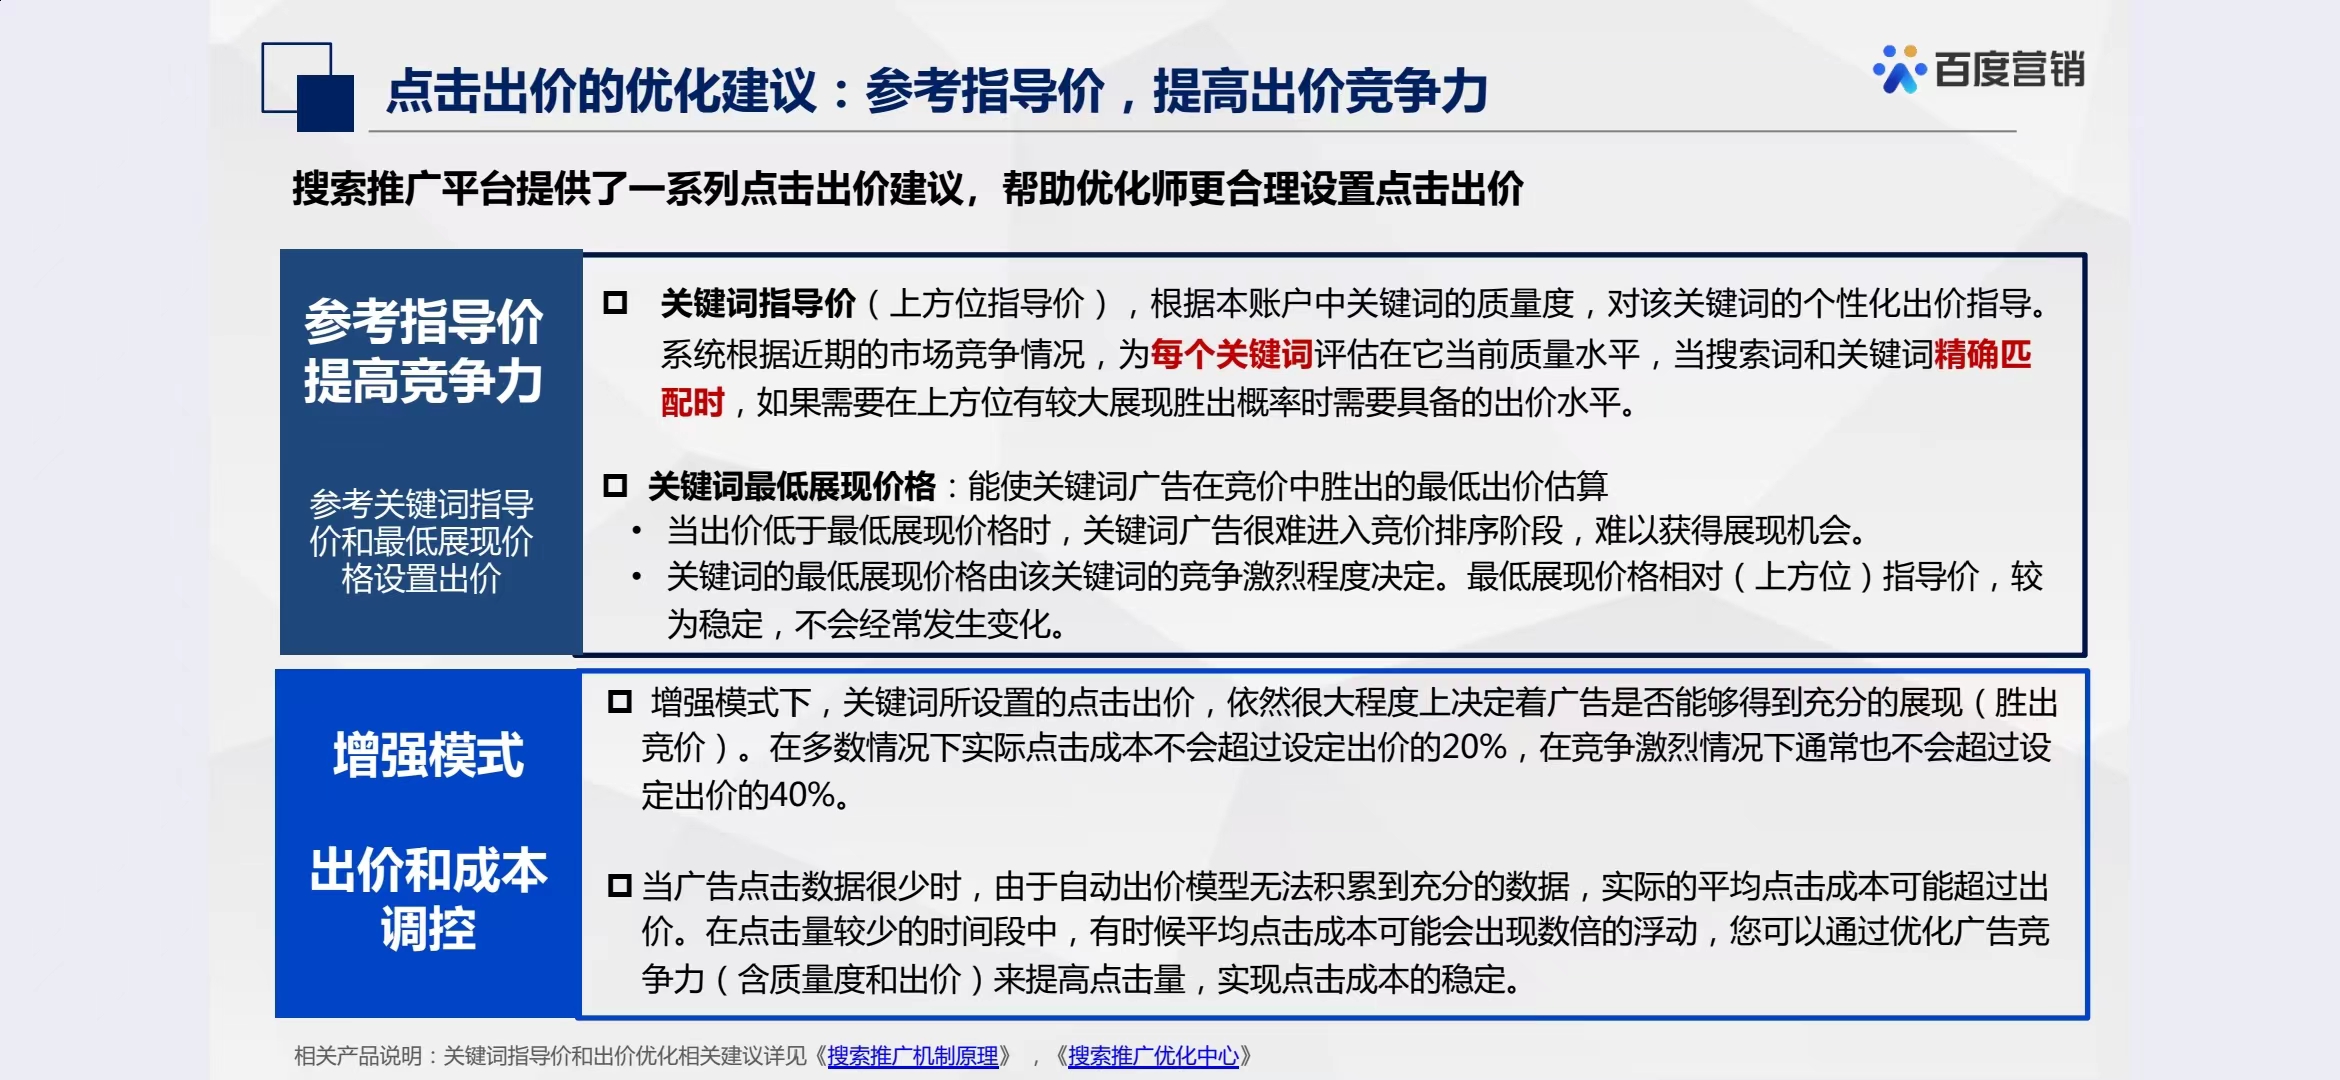 点击出价的优化建议：参考指导价，提高出价竞争力
百度营销
搜索推广平台提供了一系列点击出价建议，帮助优化师更合理设置点击出价
参考指导价
提高竞争力
参考关键词指导
价和最低展现价
格设置出价
关键词指导价（上方位指导价），根据本账户中关键词的质量度，对该关键词的个性化出价指导。
系统根据近期的市场竞争情况，为每个关键词评估在它当前质量水平，当搜索词和关键词精确匹
配时，如果需要在上方位有较大展现胜出概率时需要具备的出价水平。
关键词最低展现价格：能使关键词广告在竞价中胜出的最低出价估算
• 当出价低于最低展现价格时，关键词广告很难进入竞价排序阶段，难以获得展现机会。
• 关键词的最低展现价格由该关键词的竞争激烈程度决定。最低展现价格相对（上方位）指导价，较
为稳定，不会经常发生变化。
增强模式
出价和成本
调控
增强模式下，关键词所设置的点击出价，依然很大程度上决定着广告是否能够得到充分的展现（胜出
竞价）。在多数情况下实际点击成本不会超过设定出价的20%，在竞争激烈情况下通常也不会超过设
定出价的40%。
当广告点击数据很少时，由于自动出价模型无法积累到充分的数据，实际的平均点击成本可能超过出
价。在点击量较少的时间段中，有时候平均点击成本可能会出现数倍的浮动，您可以通过优化广告竞
争力（含质量度和出价）来提高点击量，实现点击成本的稳定。
相关产品说明：关键词指导价和出价优化相关建议详见《搜索推广机制原理》，《搜索推广优化中心》